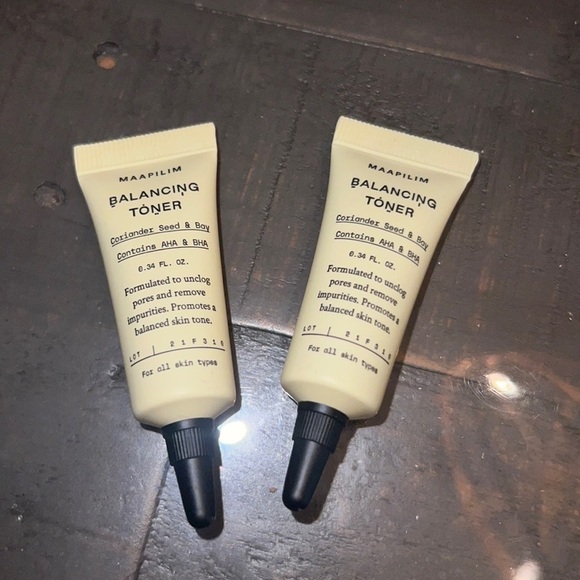 MAAPILIM
BALANCING
TONER
Coriander Seed & Bay
Contains AHA & BHA
0.34 FL. OZ.
Formulated to unclog
pores and remove
impurities. Promotes a
balanced skin tone.
LOT | 21F318
For all skin types
MAAPILIM
BALANCING
TONER
Coriander Seed & Bay
Contains AHA & BHA
0.34 FL. OZ.
Formulated to unclog
pores and remove
impurities. Promotes a
balanced skin tone.
LOT | 21F318
For all skin types